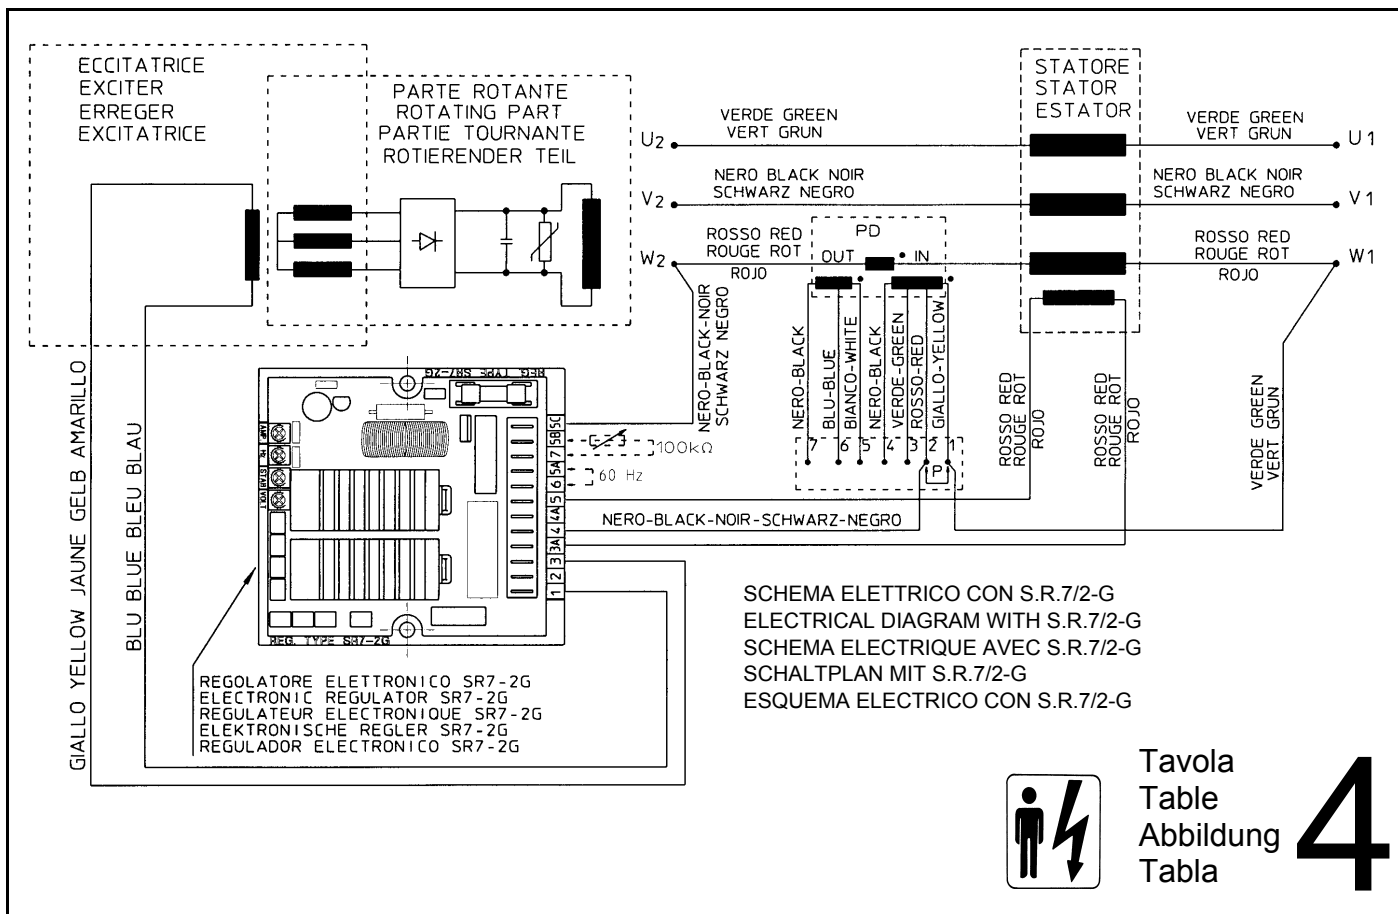 ECCITATRICE
EXCITER
ERREGER
EXCITATRICE
PARTE ROTANTE
ROTATING PART
PARTIE TOURNANTE
ROTIERENDER TEIL
STATORE
STATOR
ESTATOR
U2
VERDE GREEN
VERT GRUN
VERDE GREEN
VERT GRUN
U1
V2
NERO BLACK NOIR
SCHWARZ NEGRO
NERO BLACK NOIR
SCHWARZ NEGRO
V1
W2
ROSSO RED
ROUGE ROT
ROJO
PD
OUT
IN
ROSSO RED
ROUGE ROT
ROJO
W1
NERO-BLACK-NOIR
SCHWARZ NEGRO
NERO-BLACK
BLU-BLUE
BIANCO-WHITE
NERO-BLACK
VERDE-GREEN
ROSSO-RED
GIALLO-YELLOW
7 6 5 4 3 2 1
P
ROSSO RED
ROUGE ROT
ROJO
ROSSO RED
ROUGE ROT
ROJO
VERDE GREEN
VERT GRUN
GIALLO YELLOW JAUNE GELB AMARILLO
BLU BLUE BLEU BLAU
REG. TYPE SR7-2G
AMP
Hz
STAB
VOLT
5C
5B
7
5A
6
5
4A
4
3A
3
2
1
REG. TYPE SR7-2G
100kΩ
60 Hz
NERO-BLACK-NOIR-SCHWARZ-NEGRO
REGOLATORE ELETTRONICO SR7-2G
ELECTRONIC REGULATOR SR7-2G
REGULATEUR ELECTRONIQUE SR7-2G
ELEKTRONISCHE REGLER SR7-2G
REGULADOR ELECTRONICO SR7-2G
SCHEMA ELETTRICO CON S.R.7/2-G
ELECTRICAL DIAGRAM WITH S.R.7/2-G
SCHEMA ELECTRIQUE AVEC S.R.7/2-G
SCHALTPLAN MIT S.R.7/2-G
ESQUEMA ELECTRICO CON S.R.7/2-G
Tavola
Table
Abbildung
Tabla
4